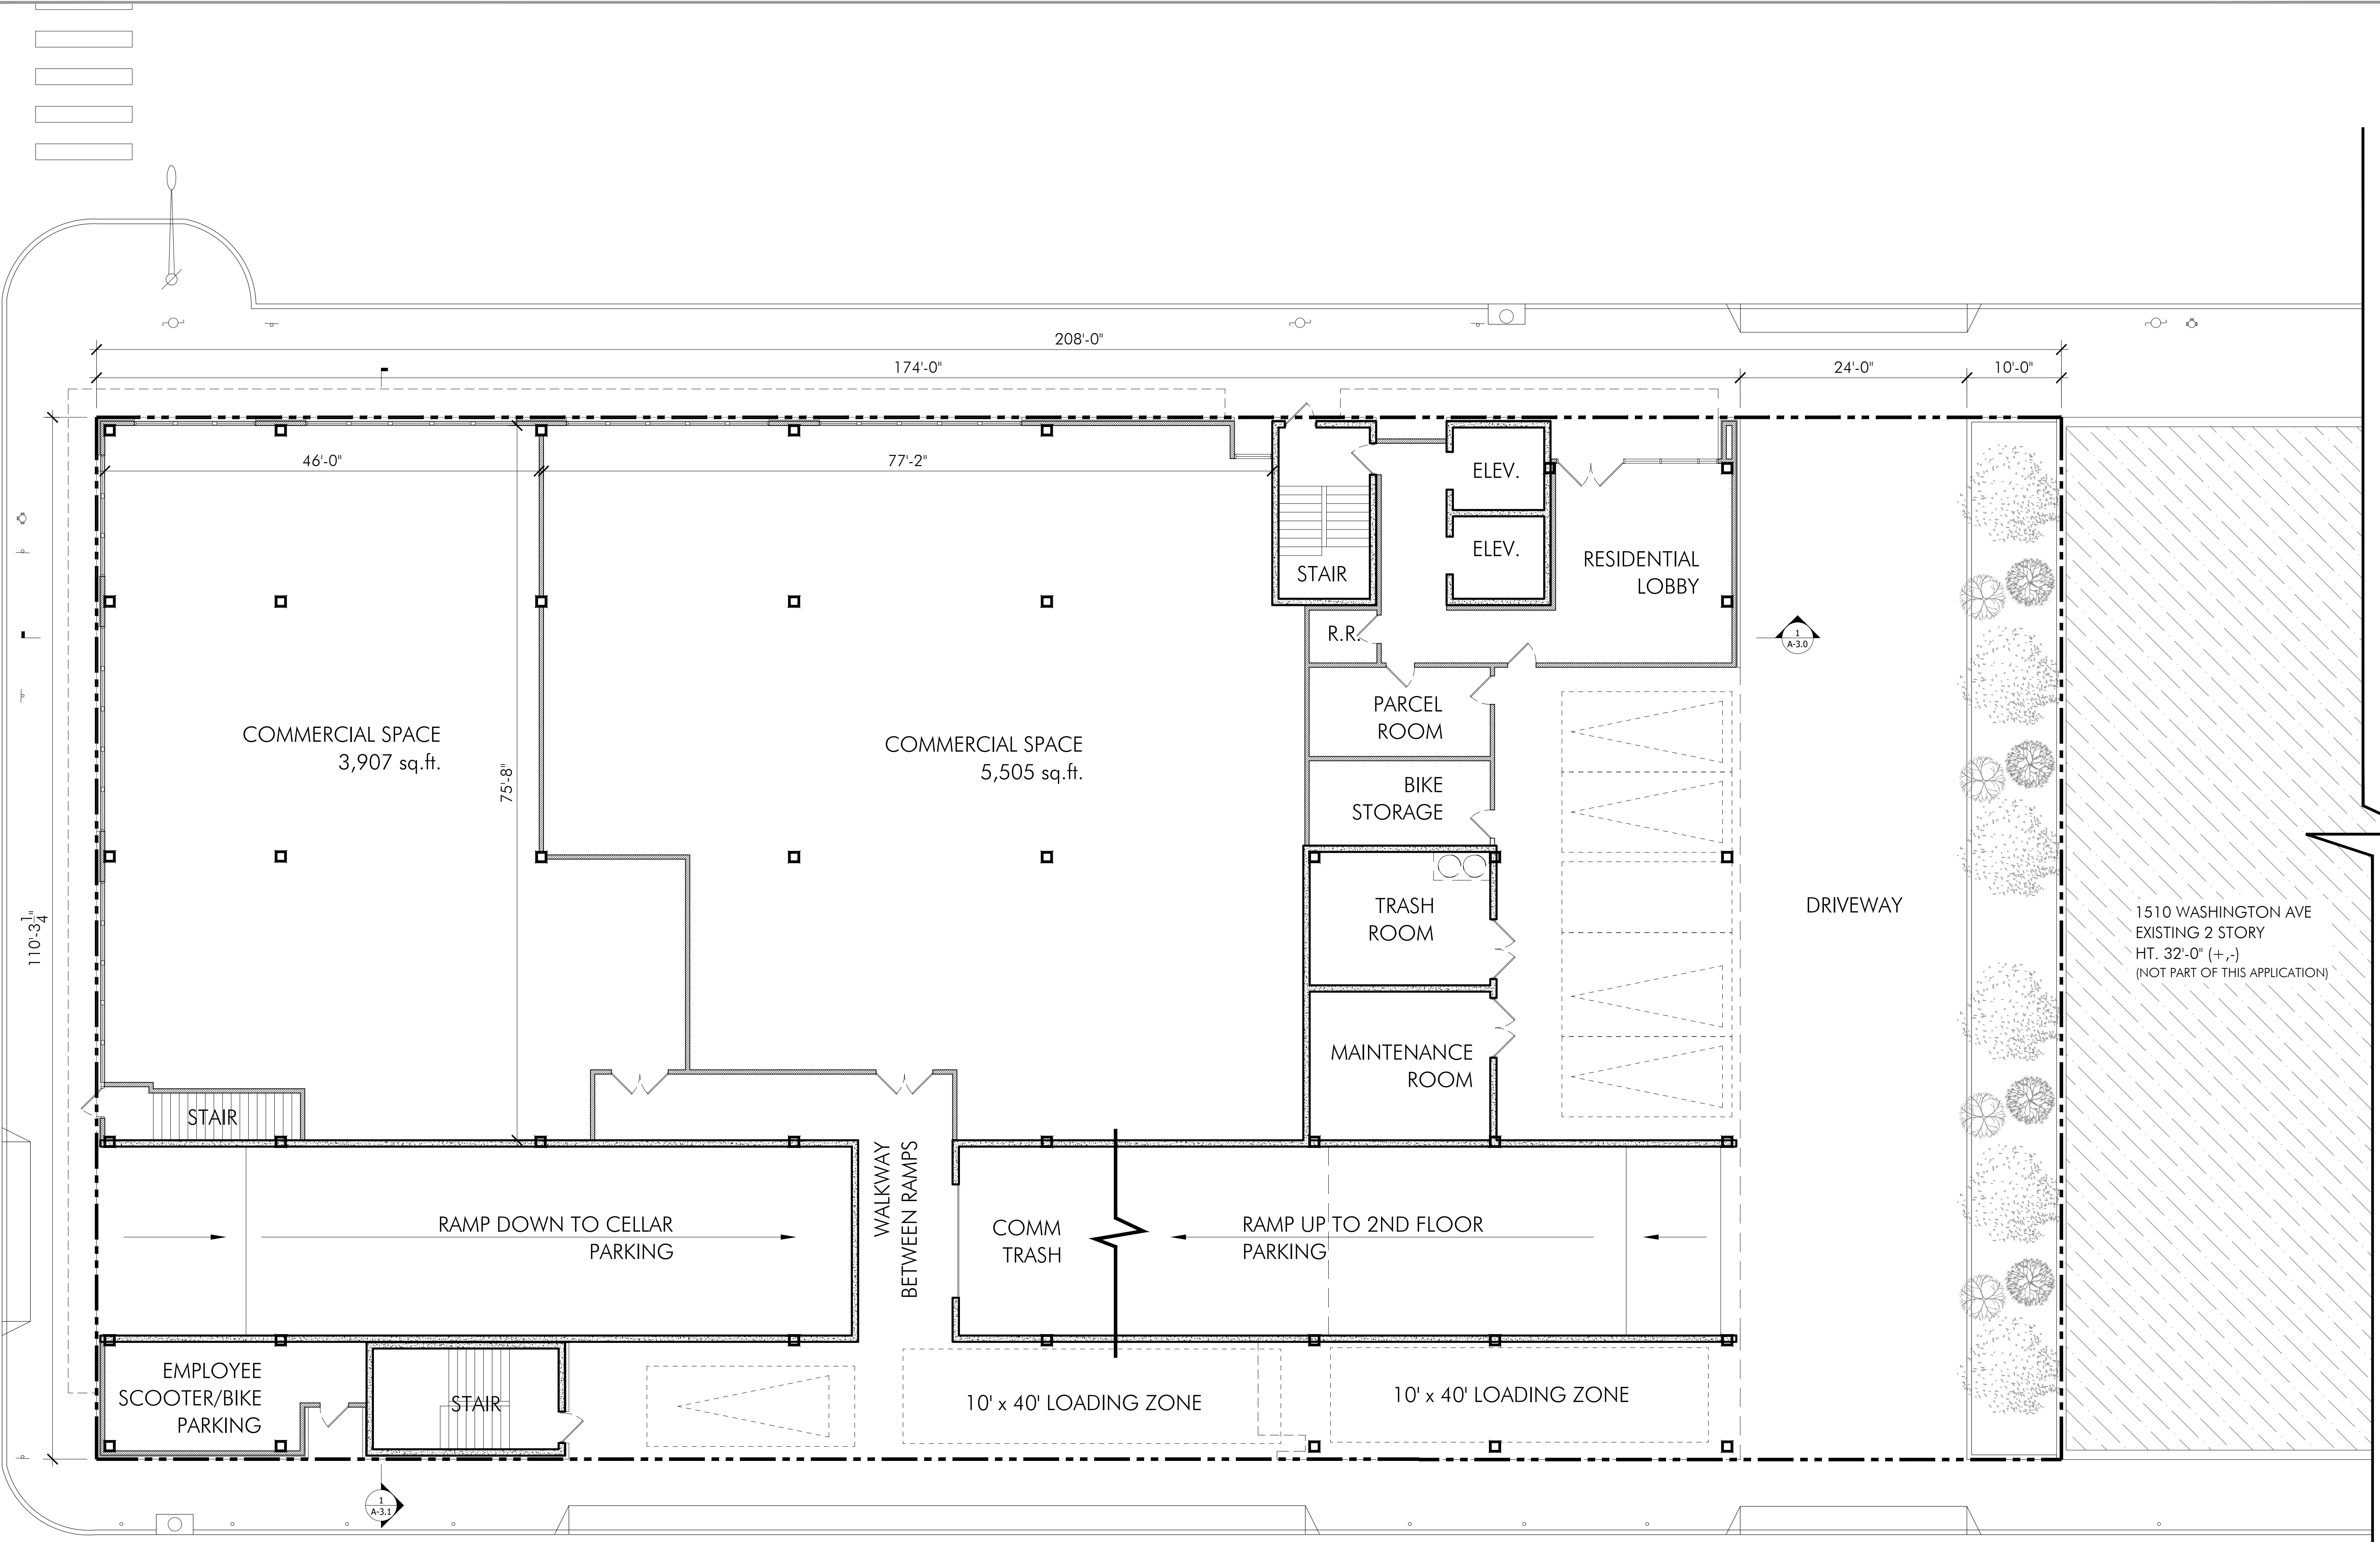 208'-0"
174'-0"
24'-0"
10'-0"
46'-0"
77'-2"
ELEV.
ELEV.
STAIR
RESIDENTIAL
LOBBY
R.R.
1
A-3.0
PARCEL
ROOM
COMMERCIAL SPACE
3,907 sq.ft.
75'-8"
COMMERCIAL SPACE
5,505 sq.ft.
BIKE
STORAGE
TRASH
ROOM
DRIVEWAY
1510 WASHINGTON AVE
EXISTING 2 STORY
HT. 32'-0" (+,-)
(NOT PART OF THIS APPLICATION)
110'-3 1/4"
MAINTENANCE
ROOM
STAIR
WALKWAY
BETWEEN RAMPS
RAMP DOWN TO CELLAR
PARKING
COMM
TRASH
RAMP UP TO 2ND FLOOR
PARKING
EMPLOYEE
SCOOTER/BIKE
PARKING
STAIR
10' x 40' LOADING ZONE
10' x 40' LOADING ZONE
1
A-3.1